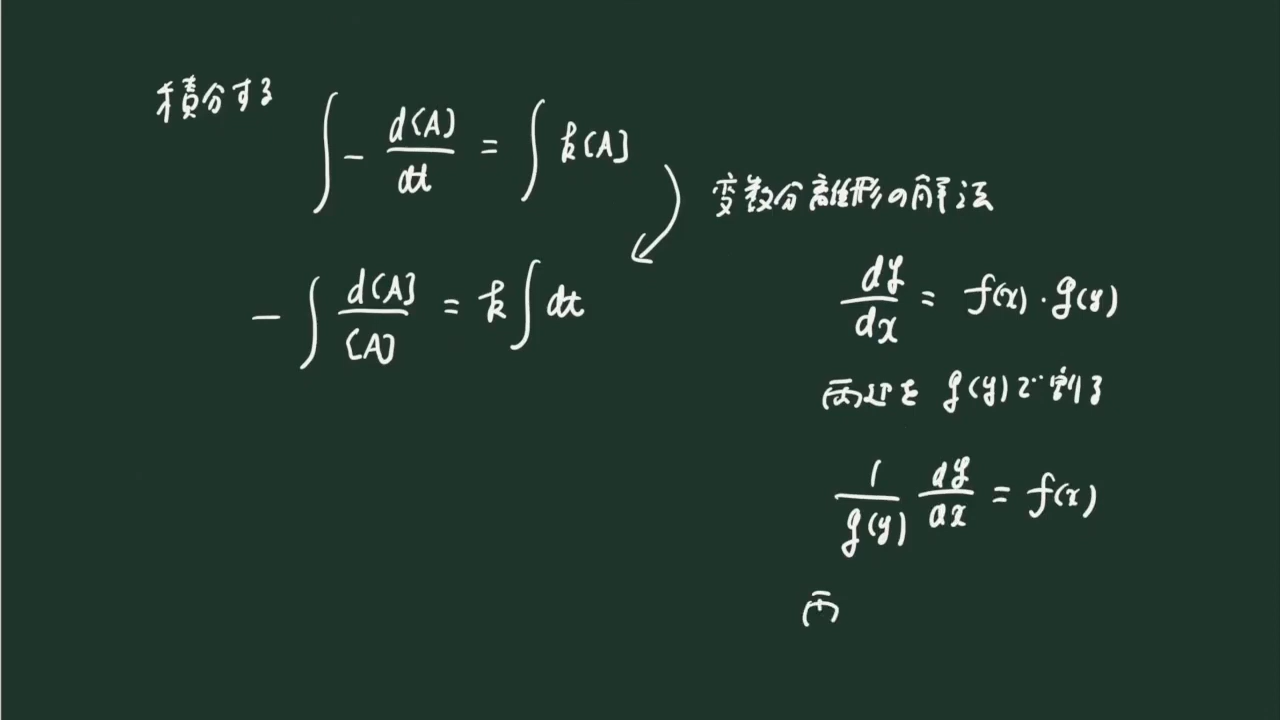 積分する
∫ - d[A]/dt = ∫ k[A]
- ∫ d[A]/[A] = k ∫ dt
変数分離形の解法
dy/dx = f(x)・g(y)
両辺を g(y)で割る
1/g(y) dy/dx = f(x)
両